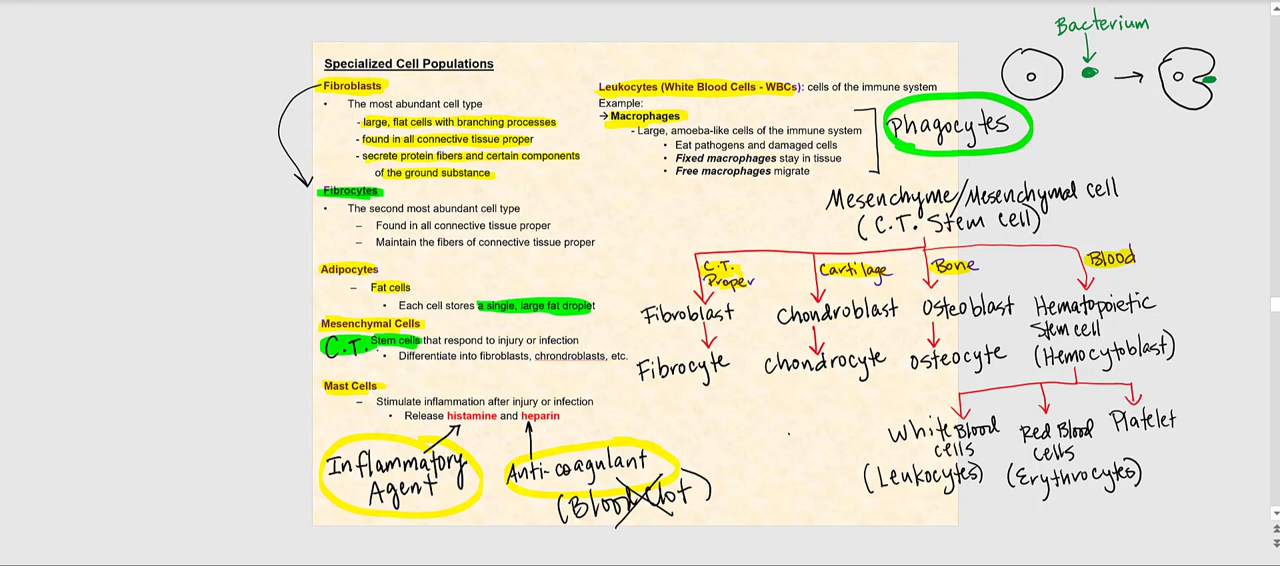 Bacterium
Specialized Cell Populations
Fibroblasts
• The most abundant cell type
- large, flat cells with branching processes
- found in all connective tissue proper
- secrete protein fibers and certain components
of the ground substance
Fibrocytes
• The second most abundant cell type
– Found in all connective tissue proper
– Maintain the fibers of connective tissue proper
Adipocytes
– Fat cells
• Each cell stores a single, large fat droplet
Mesenchymal Cells
C.T. Stem cells that respond to injury or infection
• Differentiate into fibroblasts, chrondroblasts, etc.
Mast Cells
– Stimulate inflammation after injury or infection
• Release histamine and heparin
Inflammatory
Agent
Anti-coagulant
(Blood Clot)
Leukocytes (White Blood Cells - WBCs): cells of the immune system
Example:
→ Macrophages
- Large, amoeba-like cells of the immune system
• Eat pathogens and damaged cells
• Fixed macrophages stay in tissue
• Free macrophages migrate
Phagocytes
Mesenchyme/Mesenchymal cell
(C.T. Stem cell)
C.T.
Proper
Cartilage
Bone
Blood
Fibroblast
Chondroblast
Osteoblast
Hematopoietic
Stem cell
(Hemocytoblast)
Fibrocyte
Chondrocyte
Osteocyte
White Blood
cells
(Leukocytes)
Red Blood
cells
(Erythrocytes)
Platelet